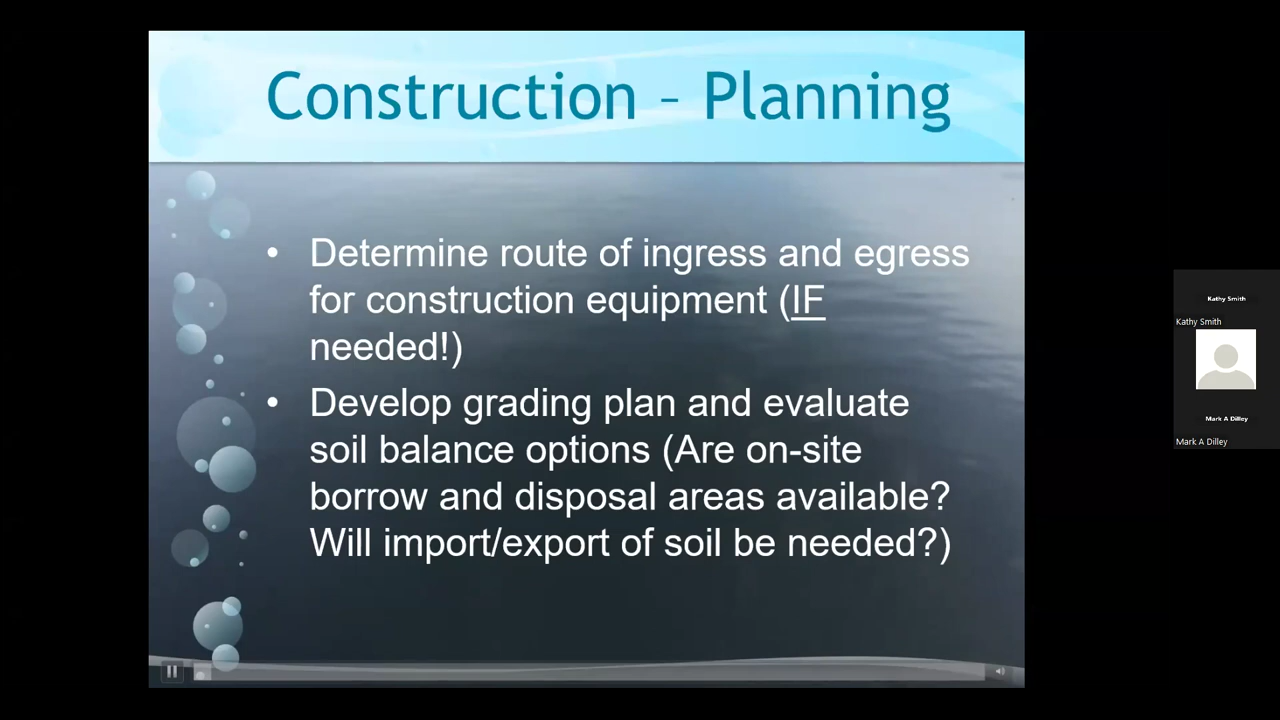 Construction – Planning
• Determine route of ingress and egress
for construction equipment (IF
needed!)
• Develop grading plan and evaluate
soil balance options (Are on-site
borrow and disposal areas available?
Will import/export of soil be needed?)
Kathy Smith
Kathy Smith
Mark A Dilley
Mark A Dilley